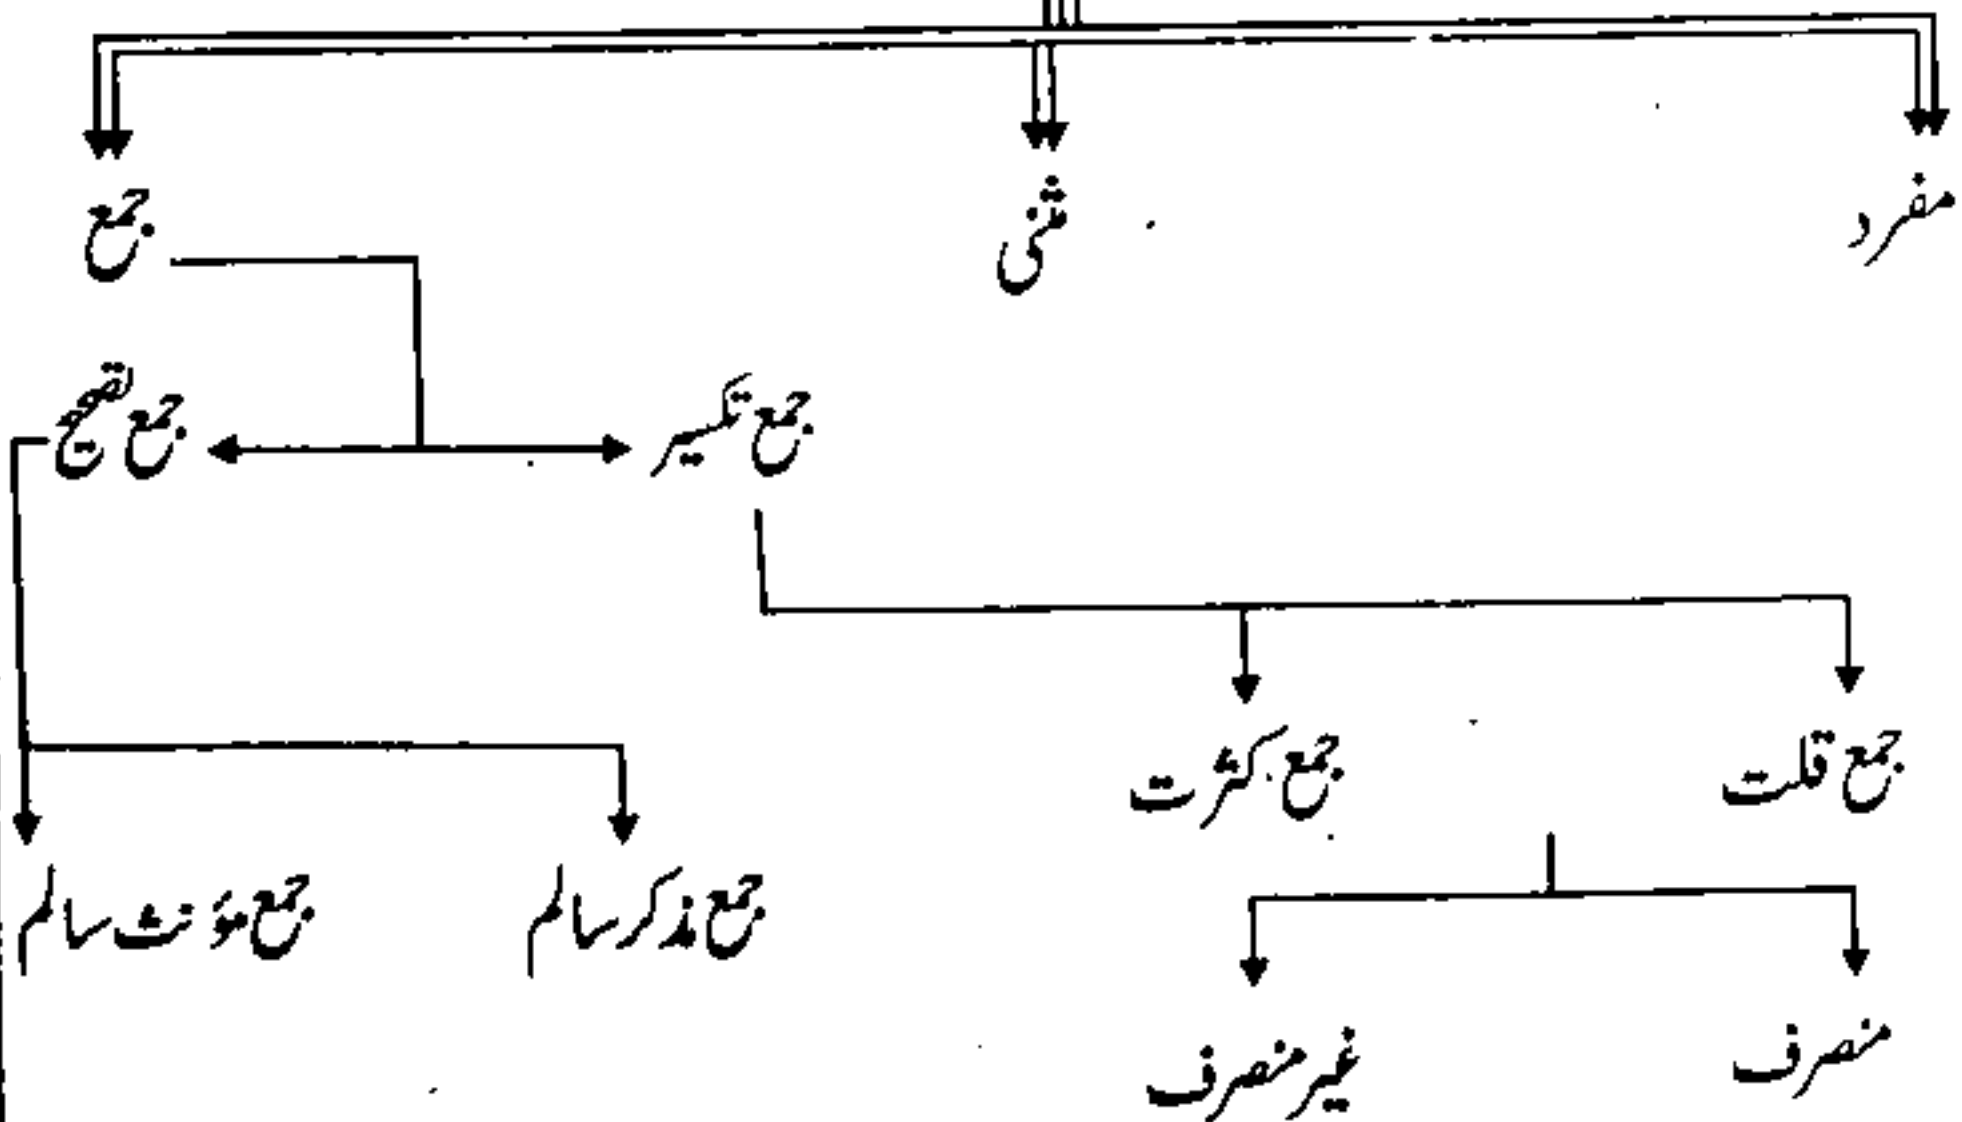 مفرد
مثنی
جمع
جمع تکسیر
جمع تصحیح
جمع قلت
جمع کثرت
جمع مذکر سالم
جمع مؤنث سالم
منصرف
غیر منصرف